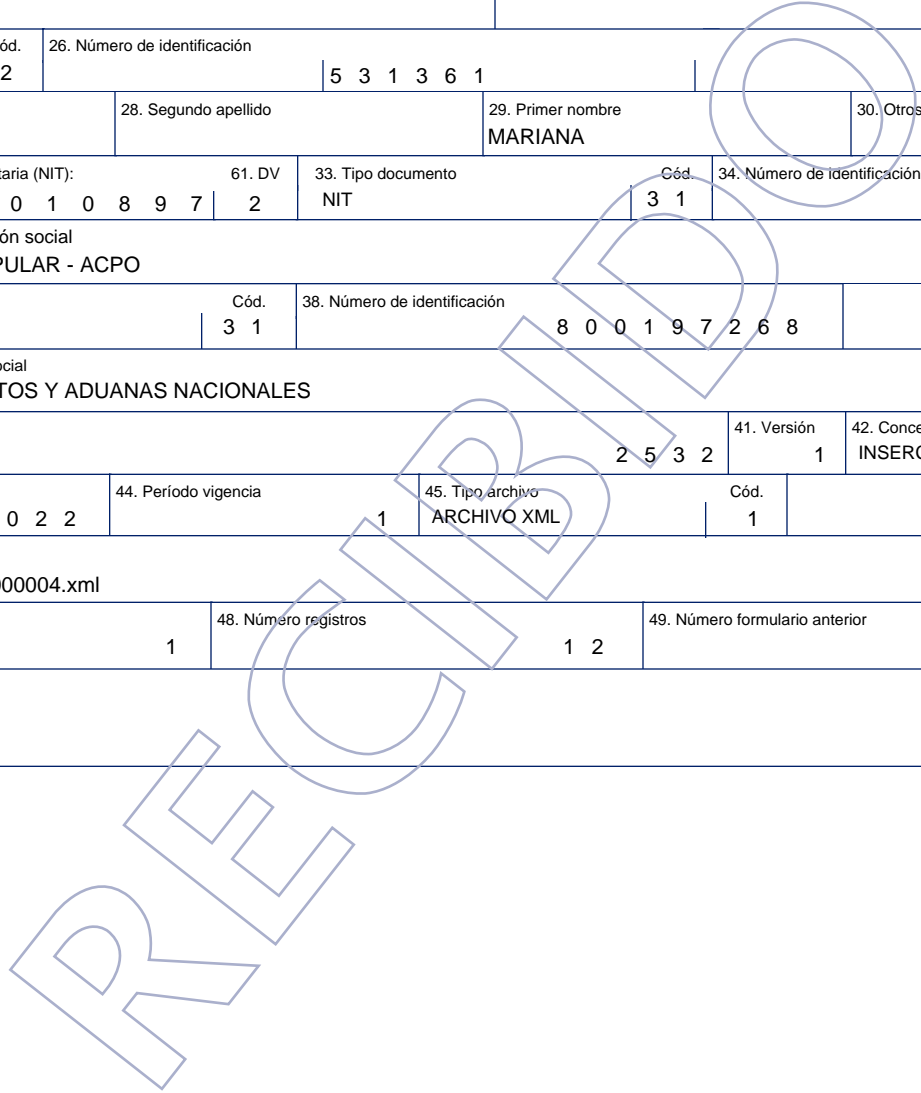 ód. 26. Número de identificación
2 5 3 1 3 6 1
28. Segundo apellido 29. Primer nombre 30. Otros
MARIANA
taria (NIT): 61. DV 33. Tipo documento Cód. 34. Número de identificación
0 1 0 8 9 7 2 NIT 3 1
ón social
PULAR - ACPO
Cód. 38. Número de identificación
3 1 8 0 0 1 9 7 2 6 8
ocial
TOS Y ADUANAS NACIONALES
41. Versión 42. Conce
2 5 3 2 1 INSERC
44. Período vigencia 45. Tipo archivo Cód.
0 2 2 1 ARCHIVO XML 1
000004.xml
48. Número registros 49. Número formulario anterior
1 1 2
RECIBIDO